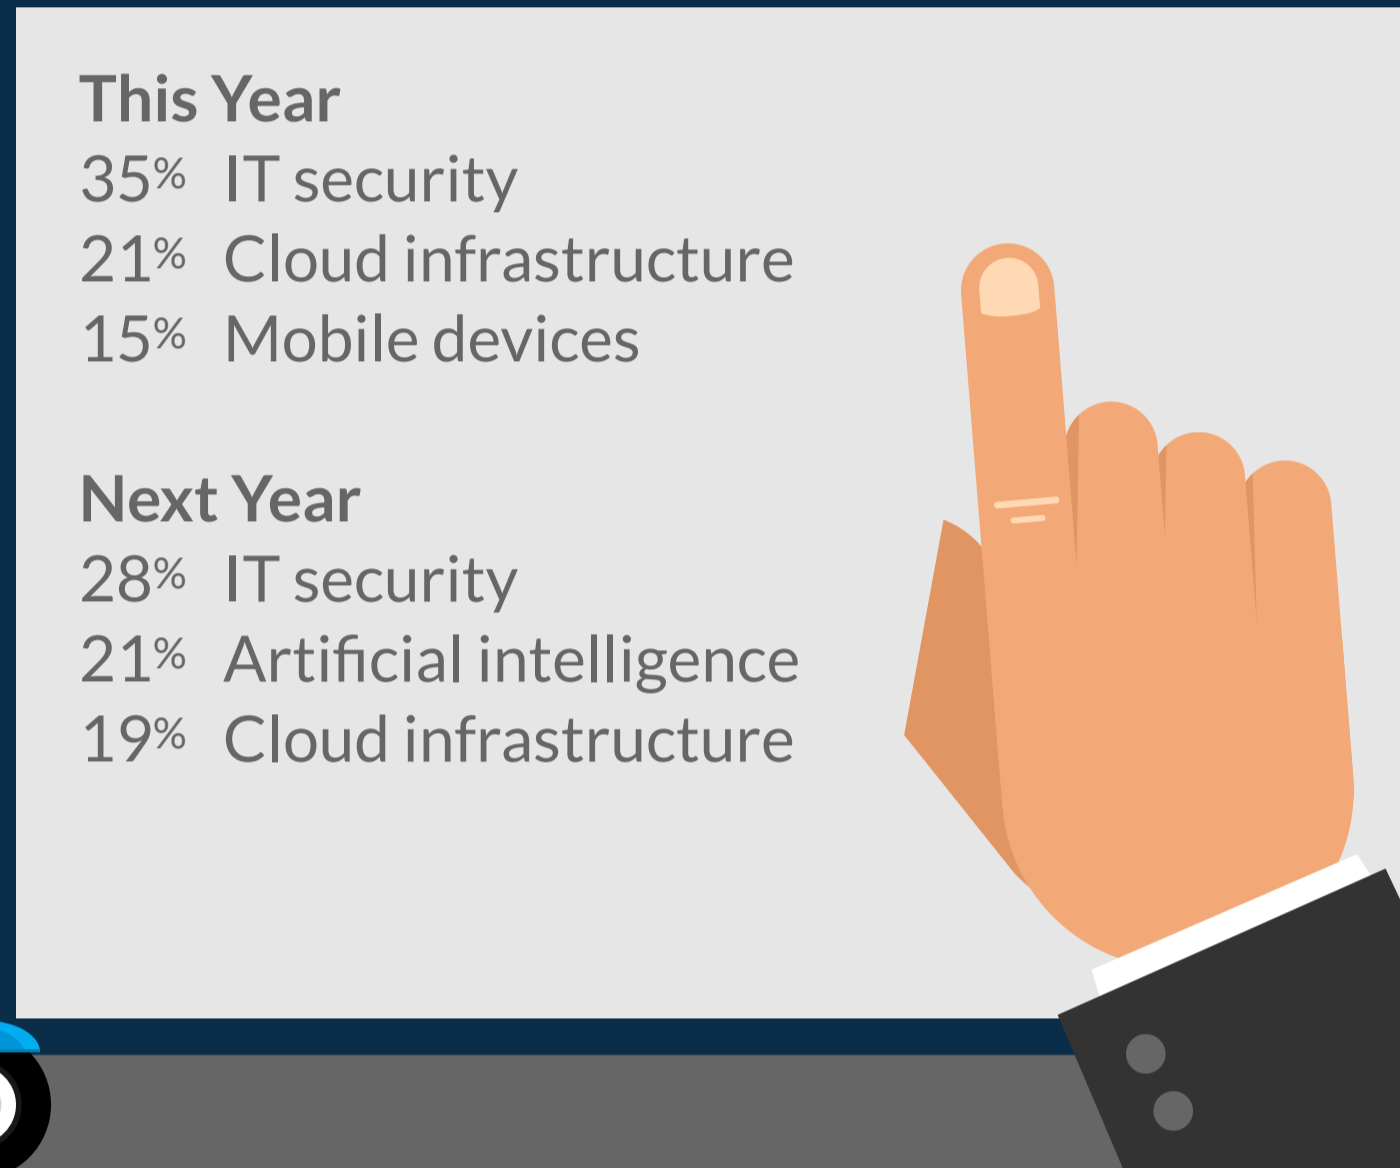 This Year
35% IT security
21% Cloud infrastructure
15% Mobile devices
Next Year
28% IT security
21% Artificial intelligence
19% Cloud infrastructure